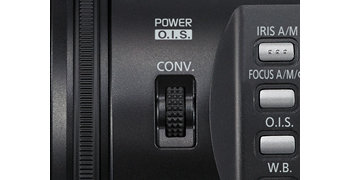 POWER
O.I.S.
CONV.
IRIS A/M
FOCUS A/M/
O.I.S.
W.B.